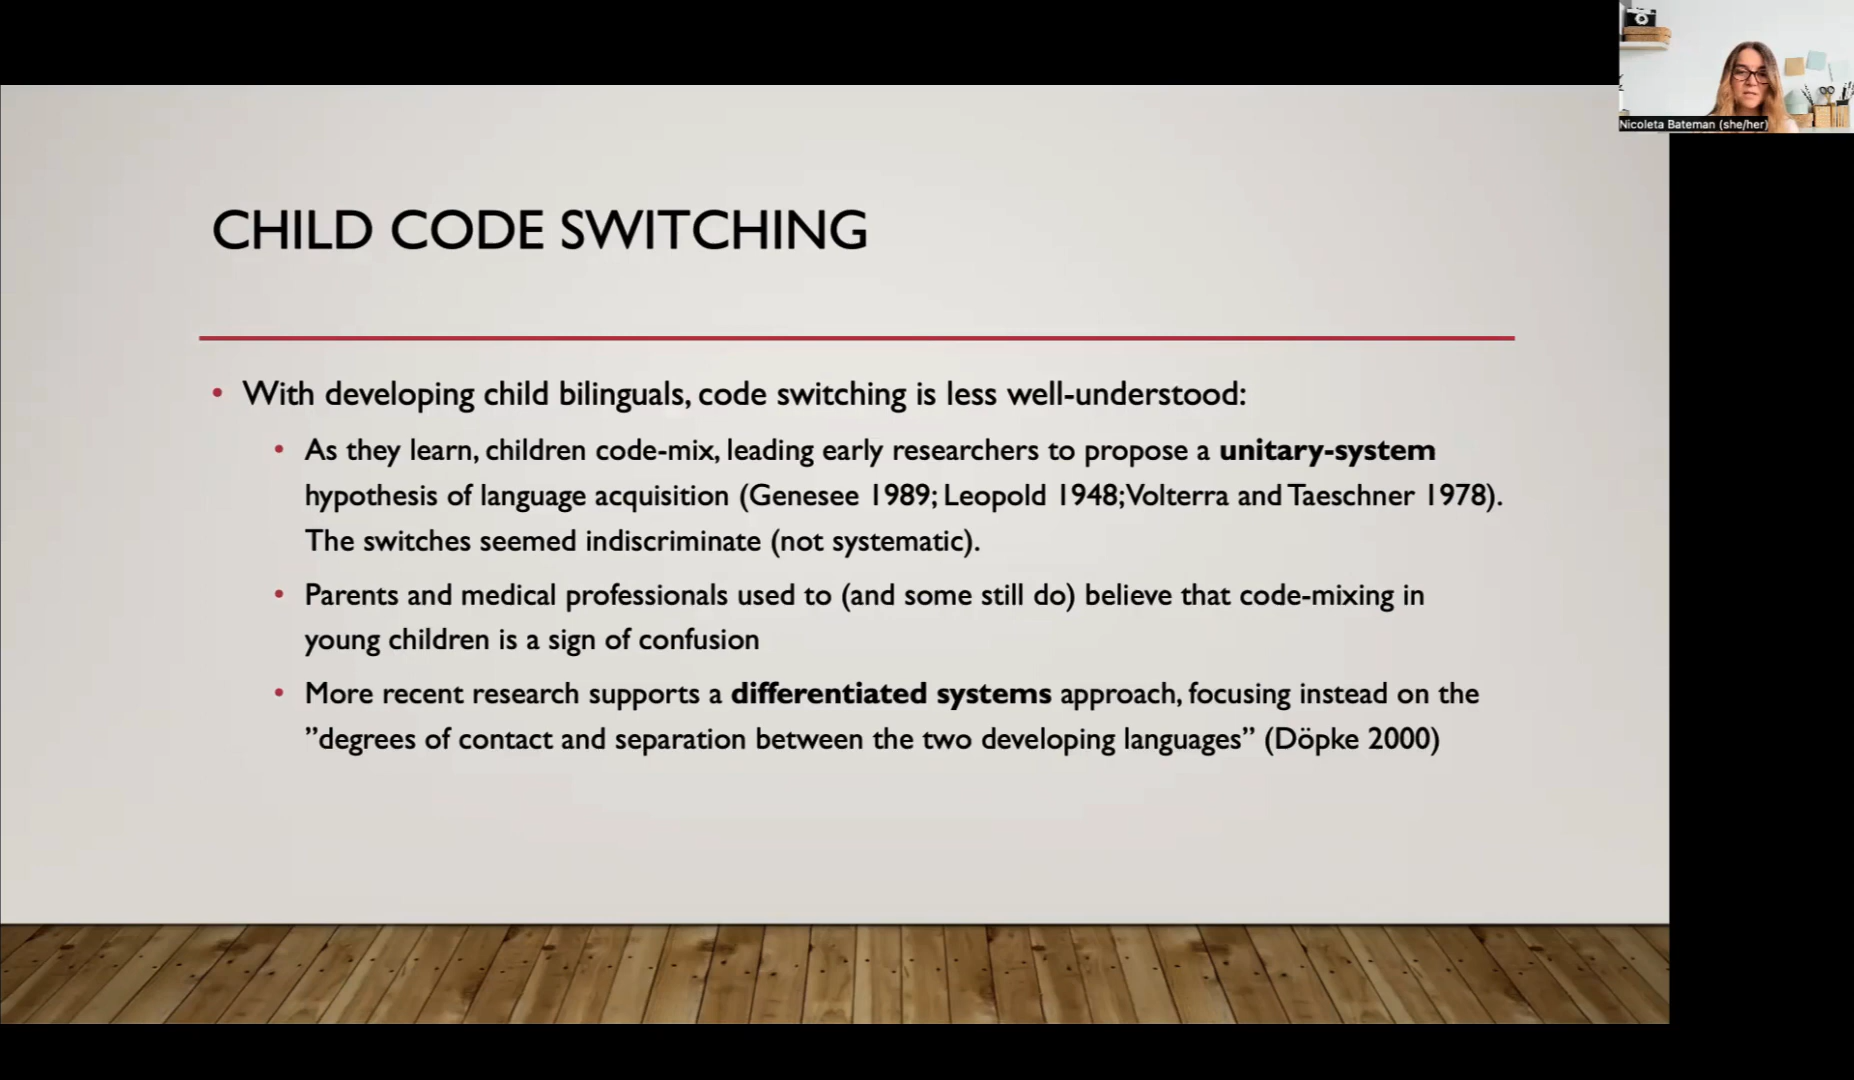 Nicoleta Bateman (she/her)
CHILD CODE SWITCHING
• With developing child bilinguals, code switching is less well-understood:
• As they learn, children code-mix, leading early researchers to propose a unitary-system
hypothesis of language acquisition (Genesee 1989; Leopold 1948;Volterra and Taeschner 1978).
The switches seemed indiscriminate (not systematic).
• Parents and medical professionals used to (and some still do) believe that code-mixing in
young children is a sign of confusion
• More recent research supports a differentiated systems approach, focusing instead on the
”degrees of contact and separation between the two developing languages” (Döpke 2000)